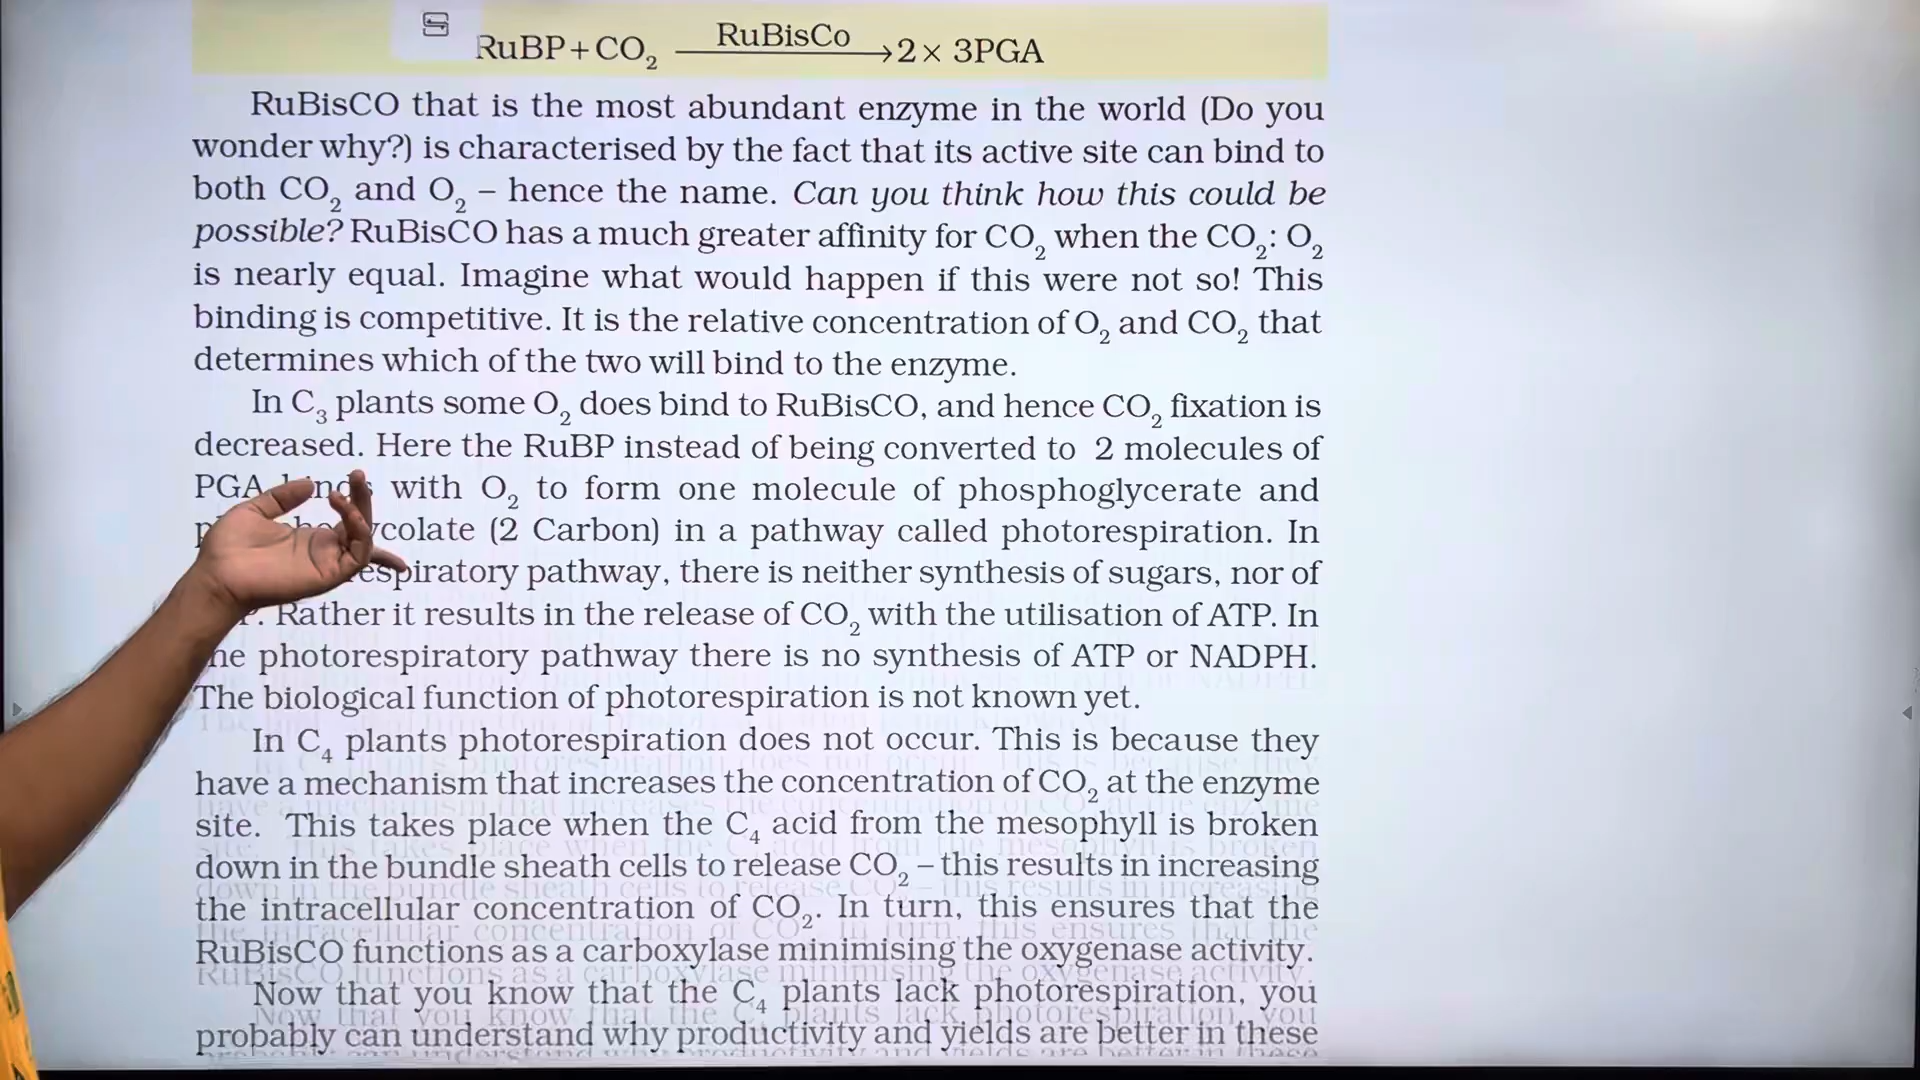 RuBP+CO₂ RuBisCo → 2 × 3PGA
RuBisCO that is the most abundant enzyme in the world (Do you
wonder why?) is characterised by the fact that its active site can bind to
both CO₂ and O₂ – hence the name. Can you think how this could be
possible? RuBisCO has a much greater affinity for CO₂ when the CO₂: O₂
is nearly equal. Imagine what would happen if this were not so! This
binding is competitive. It is the relative concentration of O₂ and CO₂ that
determines which of the two will bind to the enzyme.
In C₃ plants some O₂ does bind to RuBisCO, and hence CO₂ fixation is
decreased. Here the RuBP instead of being converted to 2 molecules of
PGA with O₂ to form one molecule of phosphoglycerate and
(2 Carbon) in a pathway called photorespiration. In
pathway, there is neither synthesis of sugars, nor of
Rather it results in the release of CO₂ with the utilisation of ATP. In
photorespiratory pathway there is no synthesis of ATP or NADPH.
The biological function of photorespiration is not known yet.
In C₄ plants photorespiration does not occur. This is because they
have a mechanism that increases the concentration of CO₂ at the enzyme
site. This takes place when the C₄ acid from the mesophyll is broken
down in the bundle sheath cells to release CO₂ – this results in increasing
the intracellular concentration of CO₂. In turn, this ensures that the
RuBisCO functions as a carboxylase minimising the oxygenase activity.
Now that you know that the C₄ plants lack photorespiration, you
probably can understand why productivity and yields are better in these